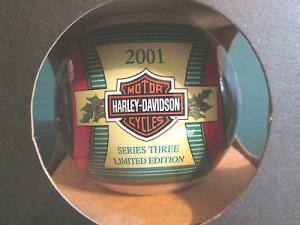 2001
MOTOR
HARLEY-DAVIDSON
CYCLES
SERIES THREE
LIMITED EDITION